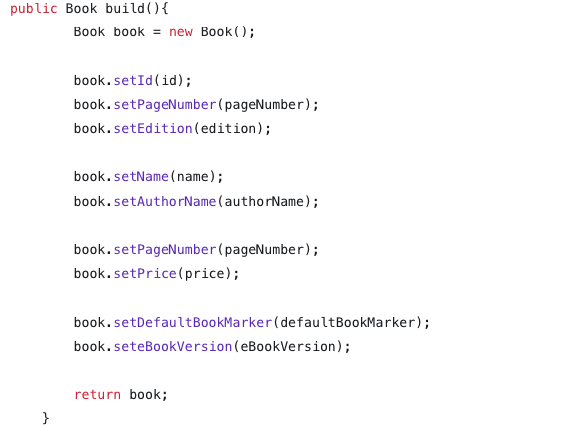 public Book build(){
Book book = new Book();
book.setId(id);
book.setPageNumber(pageNumber);
book.setEdition(edition);
book.setName(name);
book.setAuthorName(authorName);
book.setPageNumber(pageNumber);
book.setPrice(price);
book.setDefaultBookMarker(defaultBookMarker);
book.seteBookVersion(eBookVersion);
return book;
}